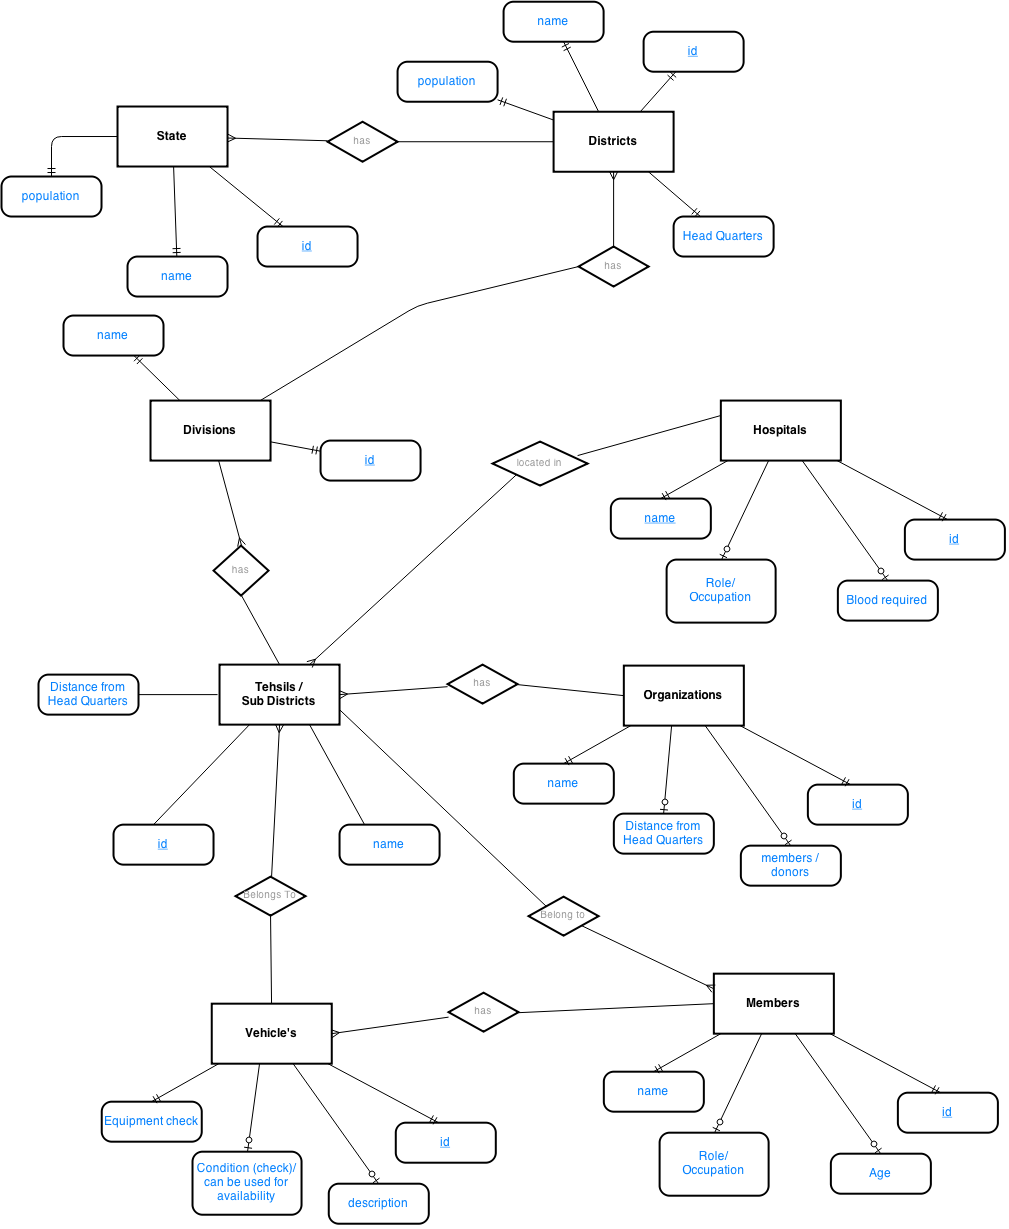 name
id
population
State
has
Districts
population
Head Quarters
id
name
has
name
Divisions
id
Hospitals
located in
name
id
has
Role/
Occupation
Blood required
Distance from
Head Quarters
Tehsils /
Sub Districts
has
Organizations
name
id
Distance from
Head Quarters
id
name
members /
donors
Belongs To
Belong to
Vehicle's
has
Members
name
id
Equipment check
id
Role/
Occupation
Age
Condition (check)/
can be used for
availability
description